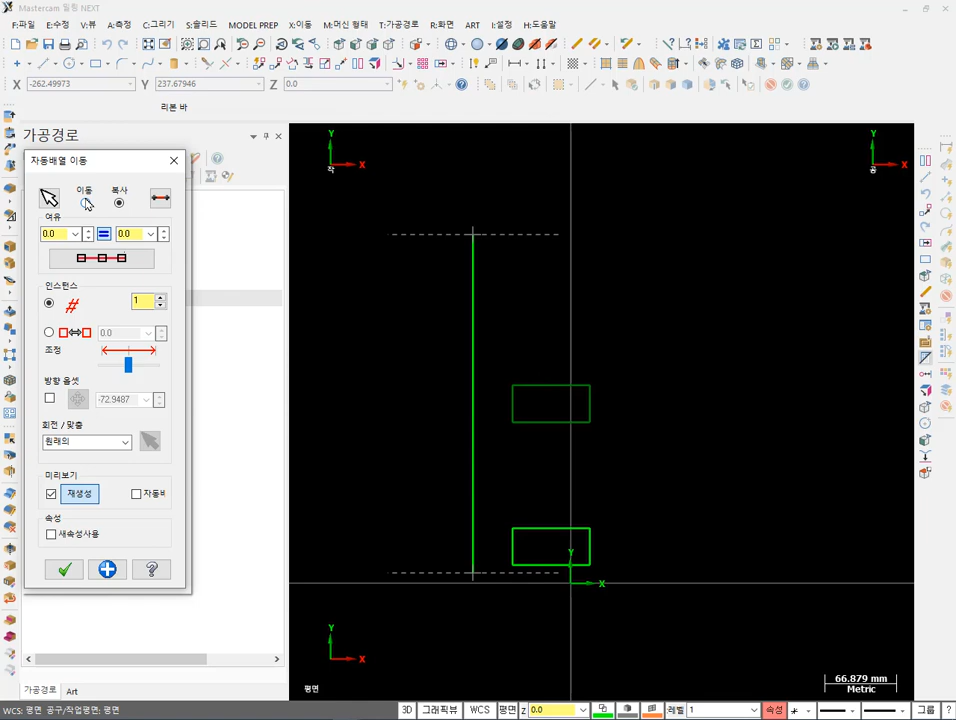 Mastercam 밀링 NEXT
F:파일 E:수정 V:뷰 A:측정 C:그리기 S:솔리드 MODEL PREP X:이동 M:머신 형태 T:가공경로 R:화면 ART I:설정 H:도움말
X -262.49973 Y 237.67946 Z 0.0
리본 바
가공경로
자동배열 이동
이동 복사
여유
0.0 0.0
인스턴스
1
0.0
조정
방향 옵셋
-72.9487
회전 / 맞춤
원래의
미리보기
재생성 자동비
속성
새속성사용
Y
X
작
Y
X
공
Y
X
Y
X
평면
66.879 mm
Metric
가공경로 Art
WCS: 평면 공구/작업평면: 평면
3D 그래픽뷰 WCS 평면 Z 0.0 레벨 1 속성 그룹 ?